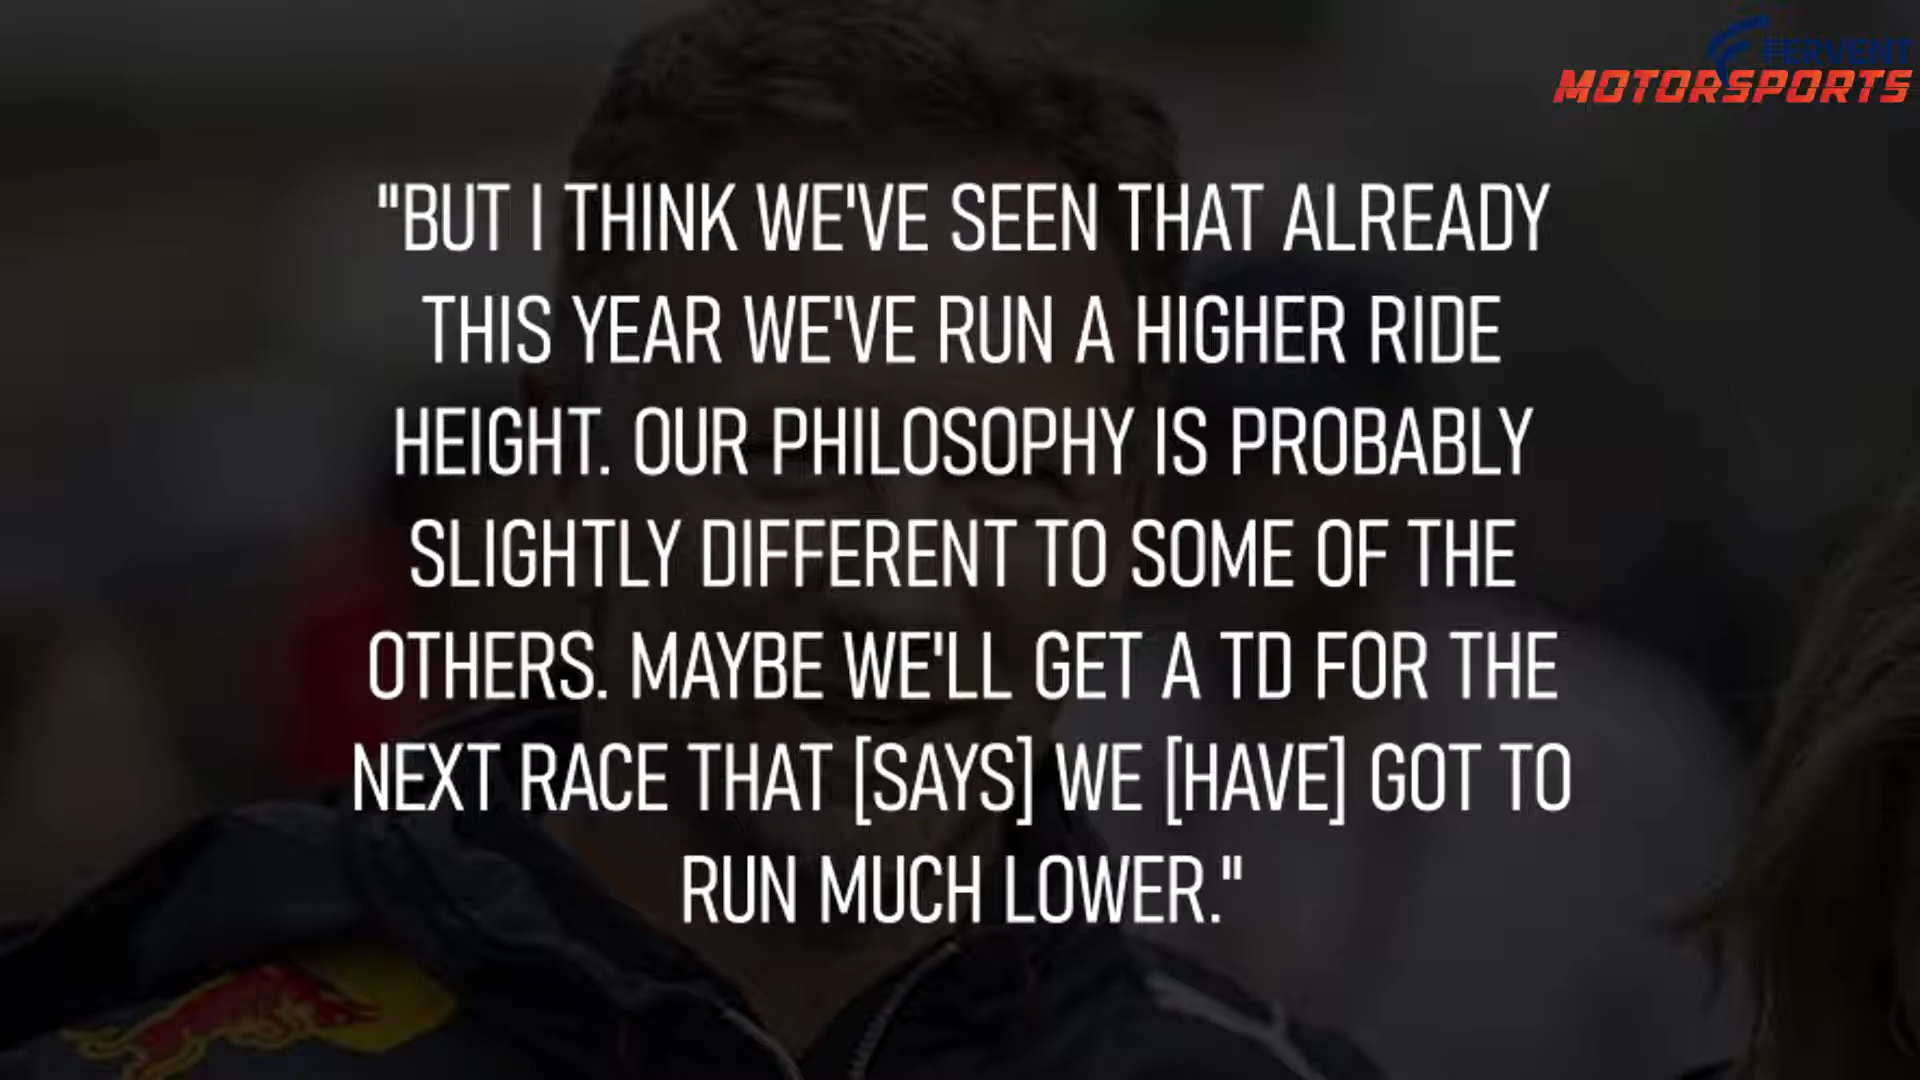 FERVENT
MOTORSPORTS
"BUT I THINK WE'VE SEEN THAT ALREADY
THIS YEAR WE'VE RUN A HIGHER RIDE
HEIGHT. OUR PHILOSOPHY IS PROBABLY
SLIGHTLY DIFFERENT TO SOME OF THE
OTHERS. MAYBE WE'LL GET A TD FOR THE
NEXT RACE THAT [SAYS] WE [HAVE] GOT TO
RUN MUCH LOWER."